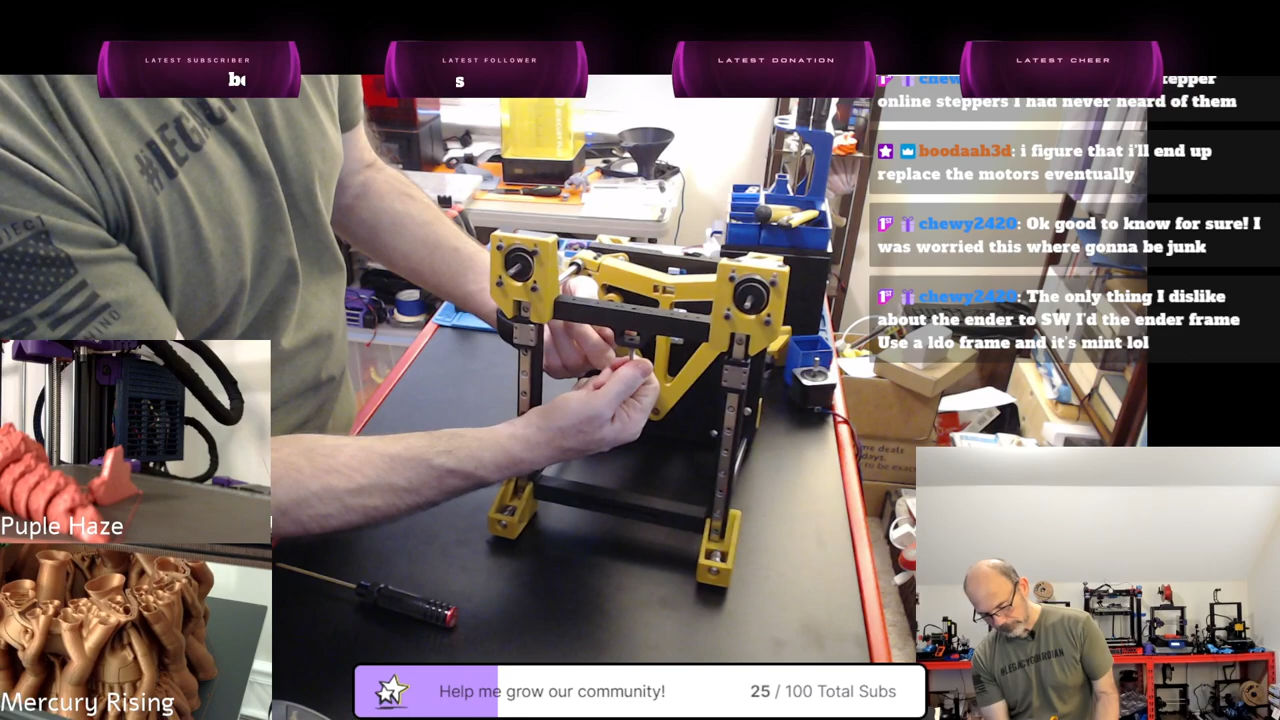 LATEST SUBSCRIBER
LATEST FOLLOWER
s
LATEST DONATION
LATEST CHEER
online steppers I had never heard of them
boodaah3d: i figure that i'll end up
replace the motors eventually
chewy2420: Ok good to know for sure! I
was worried this where gonna be junk
chewy2420: The only thing I dislike
about the ender to SW I'd the ender frame
Use a ldo frame and it's mint lol
Puple Haze
Mercury Rising
#LEGACYGUARDIAN
Help me grow our community!
25 / 100 Total Subs